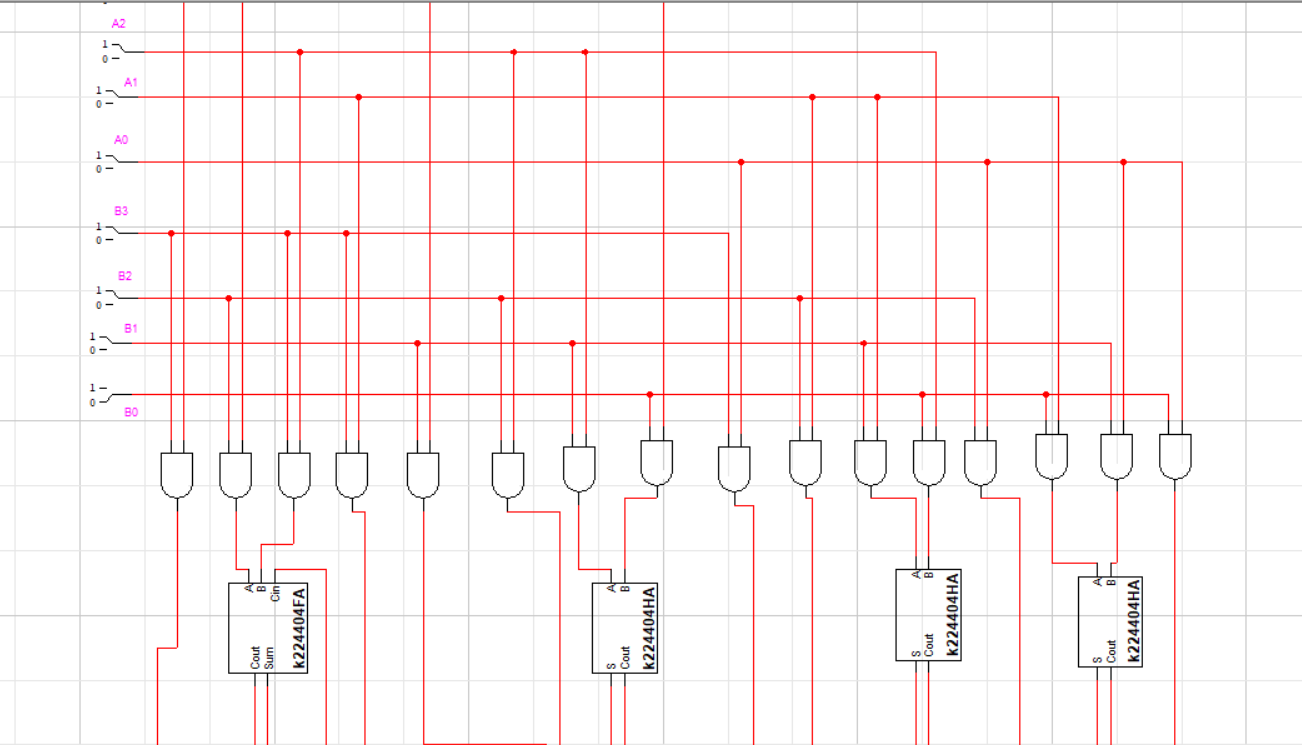 A2
1
0
A1
1
0
A0
1
0
B3
1
0
B2
1
0
B1
1
0
1
0
B0
A B Cin
k224404FA
Cout Sum
A B
k224404HA
S Cout
A B
k224404HA
S Cout
A B
k224404HA
S Cout